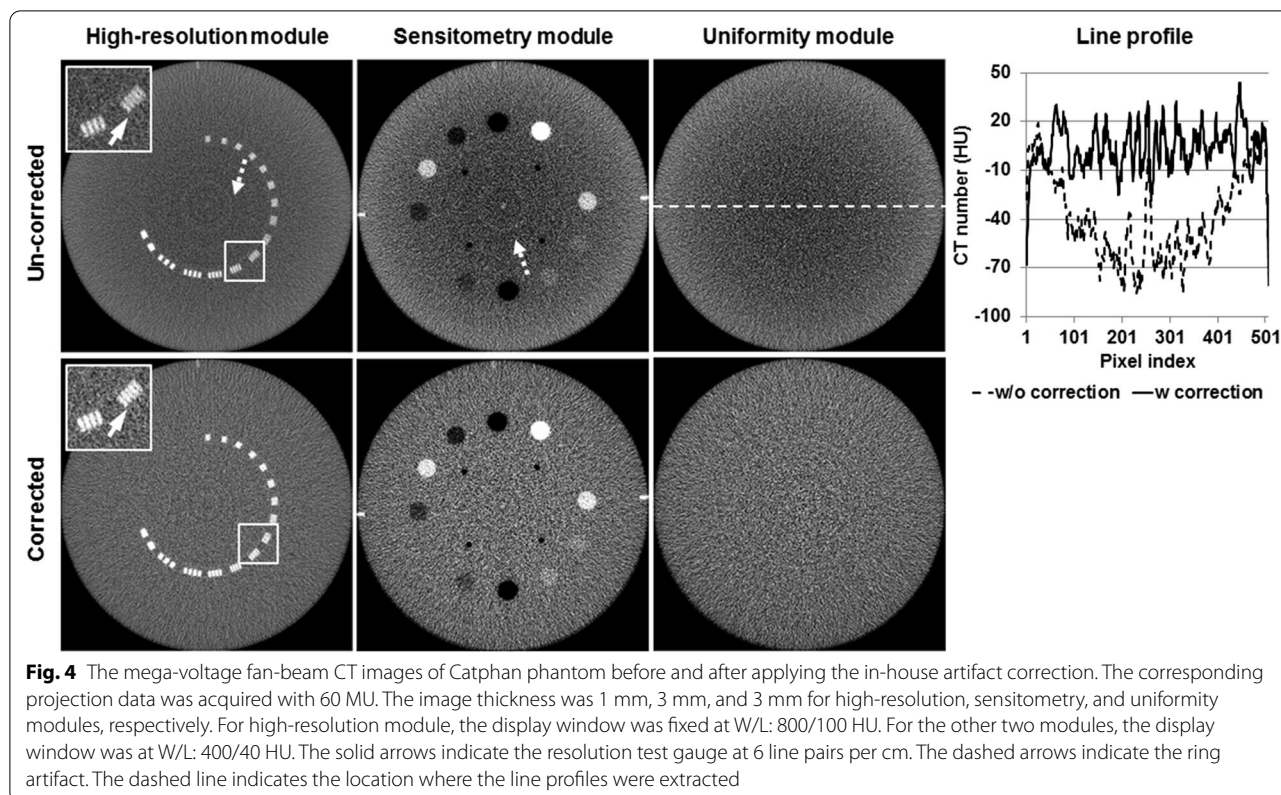 High-resolution module Sensitometry module Uniformity module Line profile
Un-corrected
Corrected
CT number (HU)
50
20
-10
-40
-70
-100
1 101 201 301 401 501
Pixel index
- -w/o correction —w correction
Fig. 4 The mega-voltage fan-beam CT images of Catphan phantom before and after applying the in-house artifact correction. The corresponding
projection data was acquired with 60 MU. The image thickness was 1 mm, 3 mm, and 3 mm for high-resolution, sensitometry, and uniformity
modules, respectively. For high-resolution module, the display window was fixed at W/L: 800/100 HU. For the other two modules, the display
window was at W/L: 400/40 HU. The solid arrows indicate the resolution test gauge at 6 line pairs per cm. The dashed arrows indicate the ring
artifact. The dashed line indicates the location where the line profiles were extracted